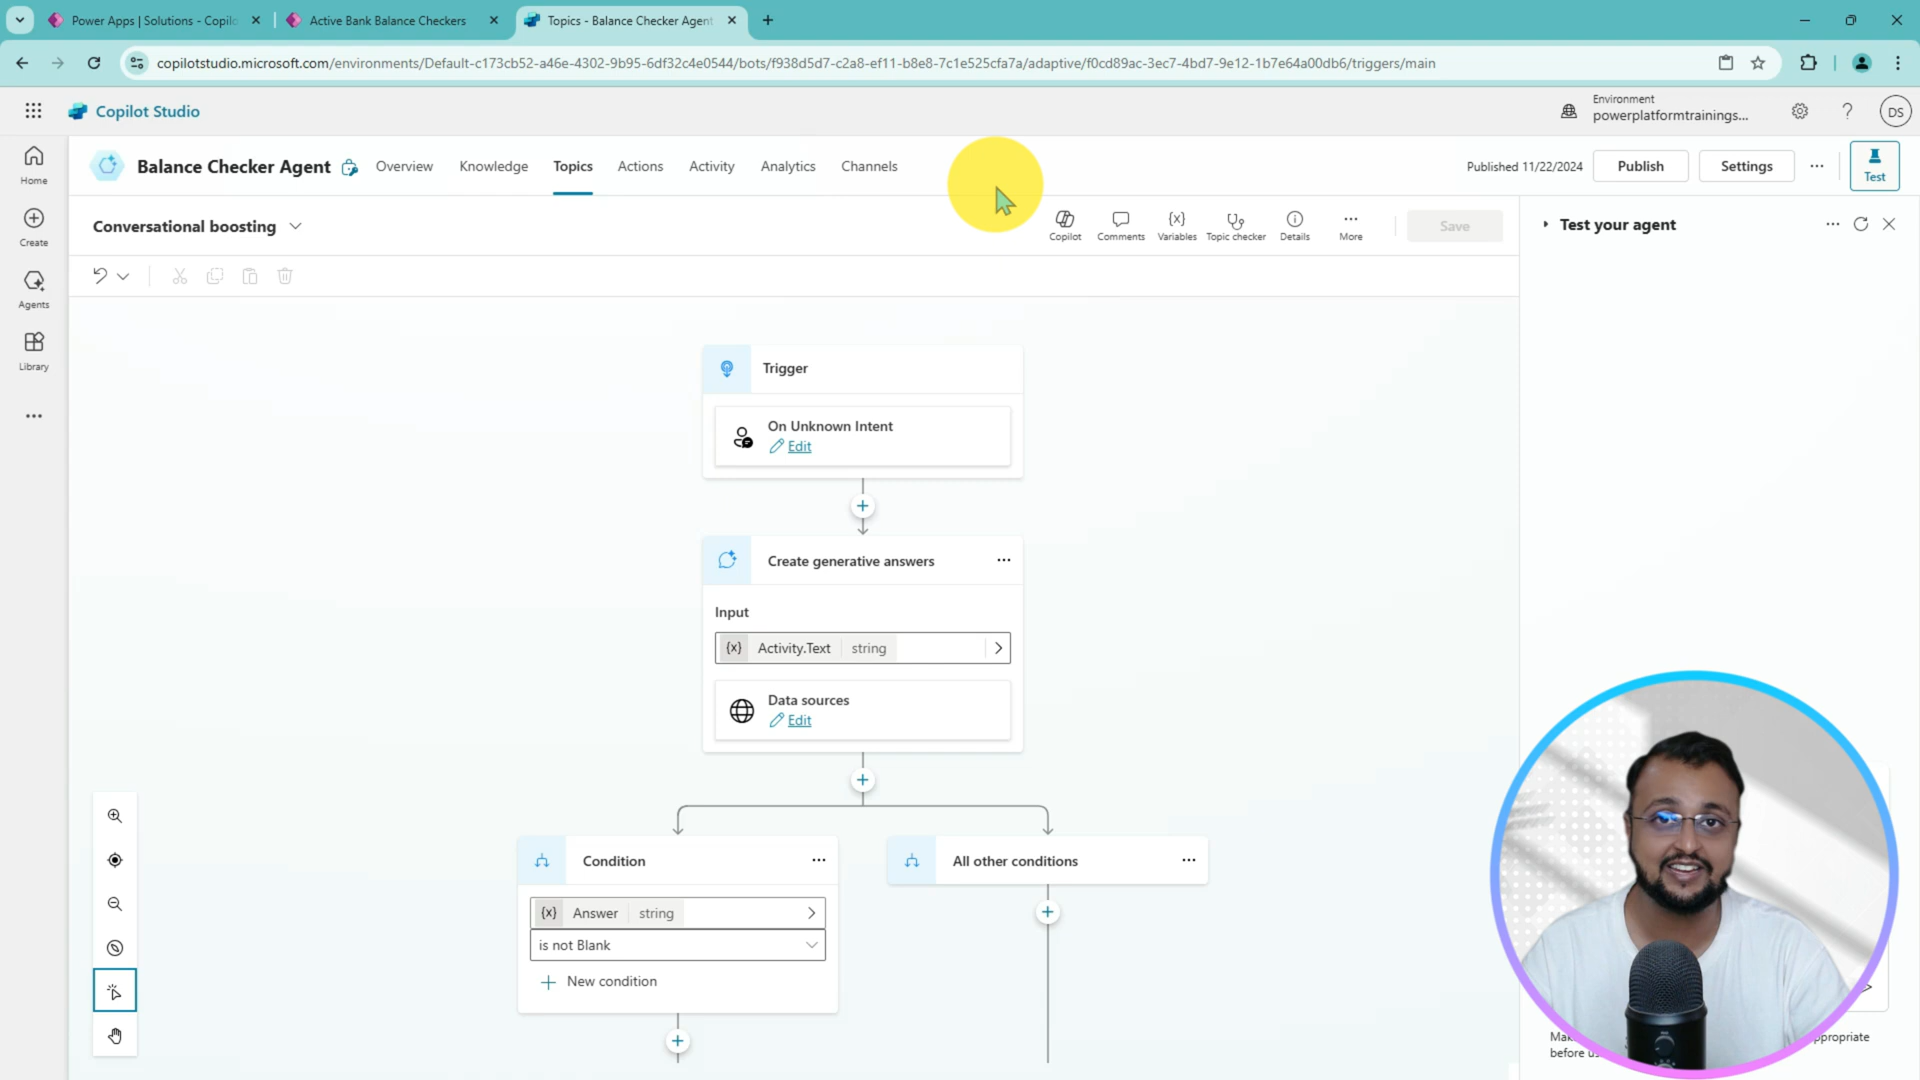 Power Apps | Solutions - Copilo
Active Bank Balance Checkers
Topics - Balance Checker Agent
copilotstudio.microsoft.com/environments/Default-c173cb52-a46e-4302-9b95-6df32c4e0544/bots/f938d5d7-c2a8-ef11-b8e8-7c1e525cfa7a/adaptive/f0cd89ac-3ec7-4bd7-9e12-1b7e64a00db6/triggers/main
Copilot Studio
Environment
powerplatformtrainings...
DS
Home
Create
Agents
Library
Balance Checker Agent
Overview
Knowledge
Topics
Actions
Activity
Analytics
Channels
Published 11/22/2024
Publish
Settings
Test
Conversational boosting
Copilot
Comments
{x}
Variables
Topic checker
Details
More
Save
Test your agent
Trigger
On Unknown Intent
Edit
Create generative answers
Input
{x} Activity.Text string
Data sources
Edit
Condition
All other conditions
{x} Answer string
is not Blank
New condition
ppropriate